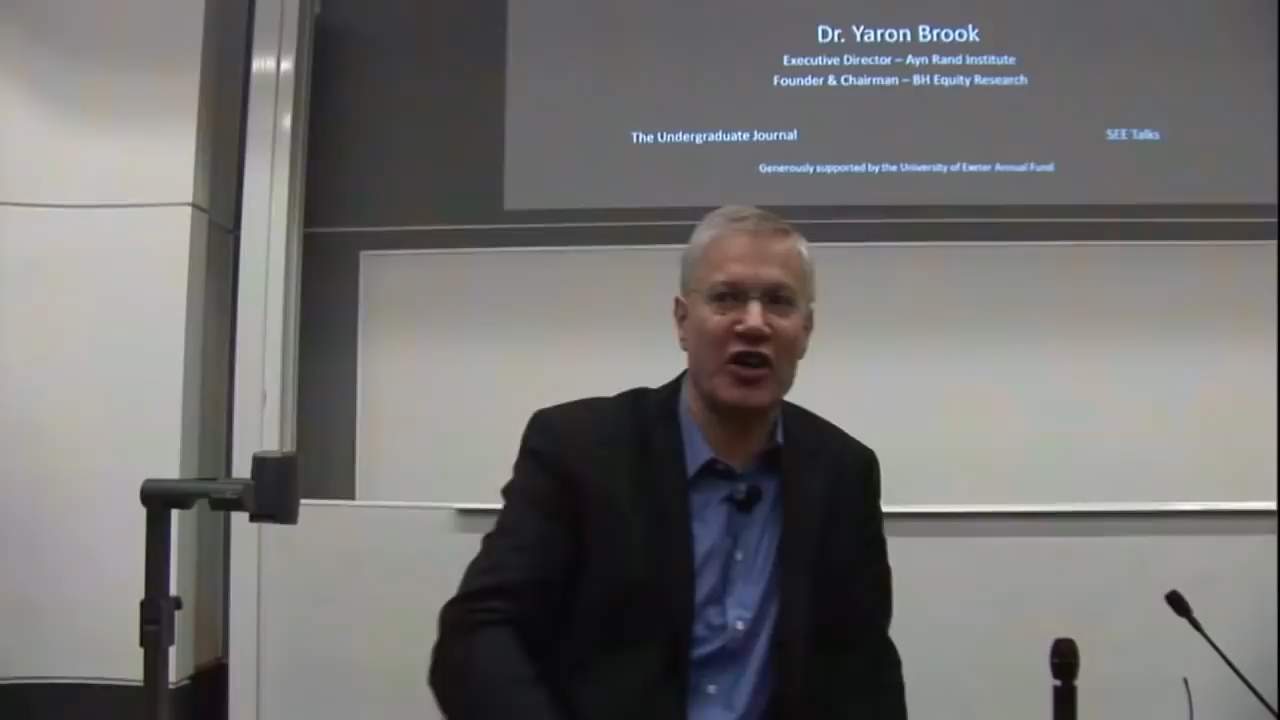 Dr. Yaron Brook
Executive Director – Ayn Rand Institute
Founder & Chairman – BH Equity Research
The Undergraduate Journal
SEE Talks
Generously supported by the University of Exeter Annual Fund